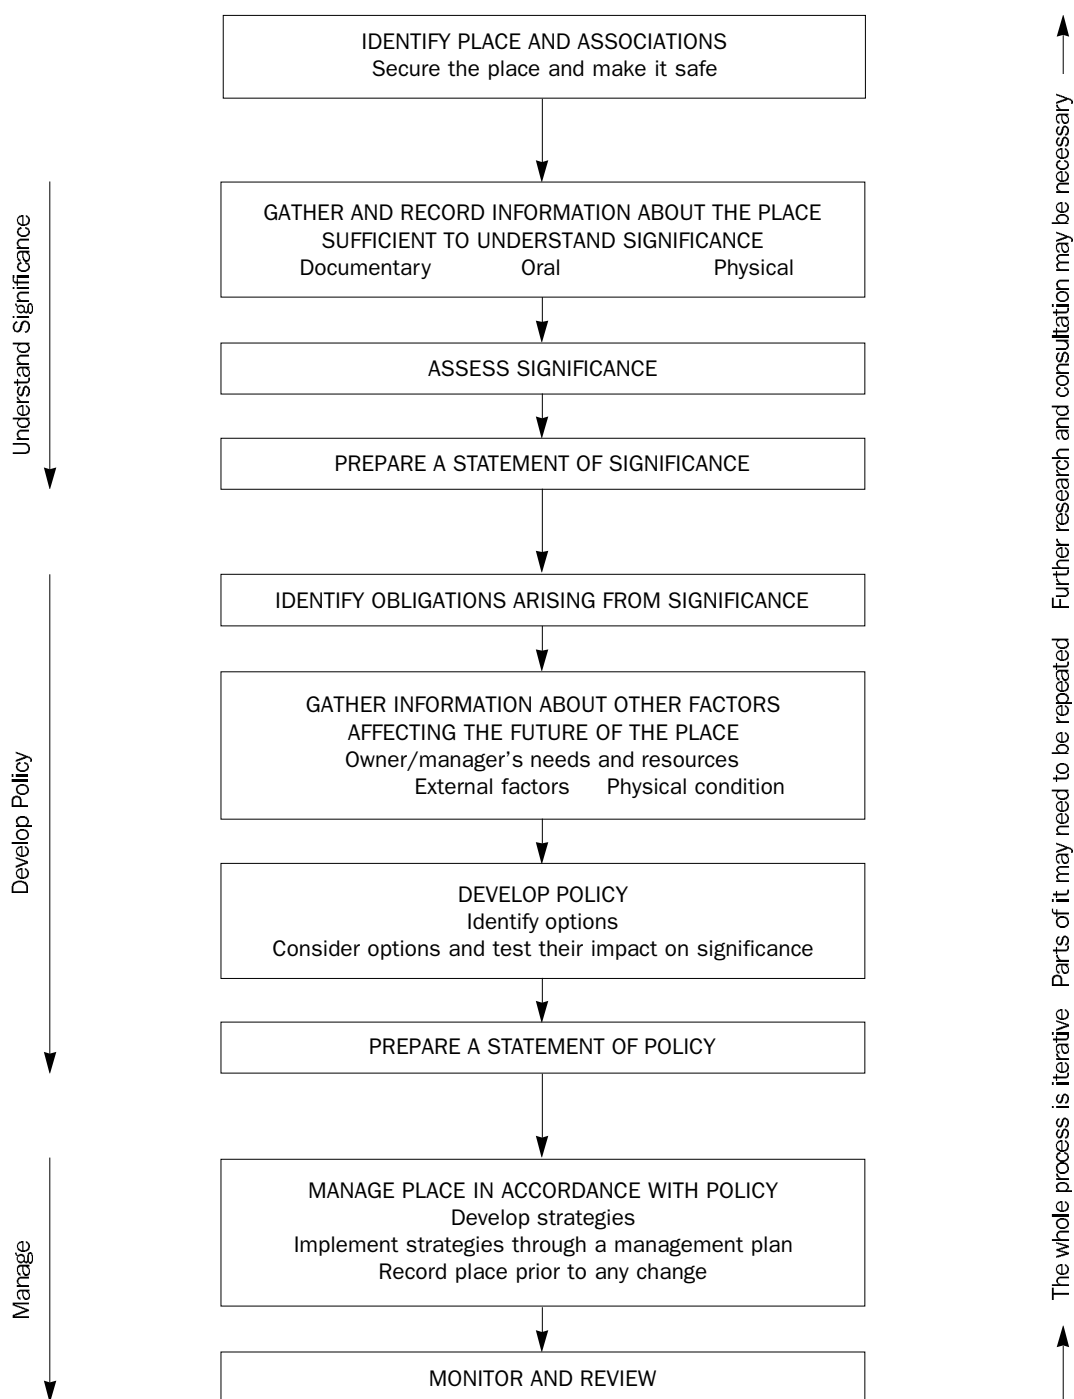 IDENTIFY PLACE AND ASSOCIATIONS
Secure the place and make it safe
GATHER AND RECORD INFORMATION ABOUT THE PLACE
SUFFICIENT TO UNDERSTAND SIGNIFICANCE
Documentary Oral Physical
ASSESS SIGNIFICANCE
PREPARE A STATEMENT OF SIGNIFICANCE
Understand Significance
IDENTIFY OBLIGATIONS ARISING FROM SIGNIFICANCE
GATHER INFORMATION ABOUT OTHER FACTORS
AFFECTING THE FUTURE OF THE PLACE
Owner/manager’s needs and resources
External factors Physical condition
DEVELOP POLICY
Identify options
Consider options and test their impact on significance
PREPARE A STATEMENT OF POLICY
Develop Policy
MANAGE PLACE IN ACCORDANCE WITH POLICY
Develop strategies
Implement strategies through a management plan
Record place prior to any change
MONITOR AND REVIEW
Manage
The whole process is iterative Parts of it may need to be repeated Further research and consultation may be necessary